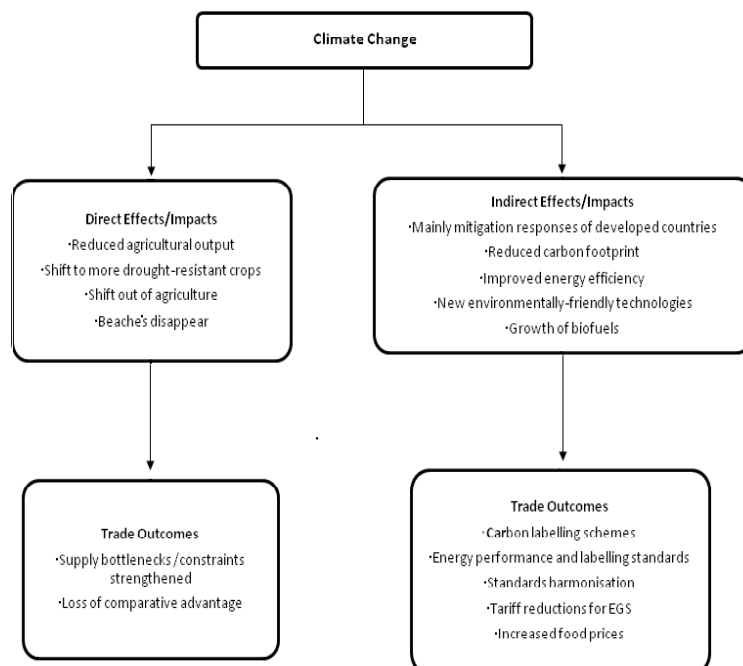 Climate Change
Direct Effects/Impacts
·Reduced agricultural output
·Shift to more drought-resistant crops
·Shift out of agriculture
·Beache's disappear
Indirect Effects/Impacts
·Mainly mitigation responses of developed countries
·Reduced carbon footprint
·Improved energy efficiency
·New environmentally-friendly technologies
·Growth of biofuels
Trade Outcomes
·Supply bottlenecks /constraints
strengthened
·Loss of comparative advantage
Trade Outcomes
·Carbon labelling schemes
·Energy performance and labelling standards
·Standards harmonisation
·Tariff reductions for EGS
·Increased food prices